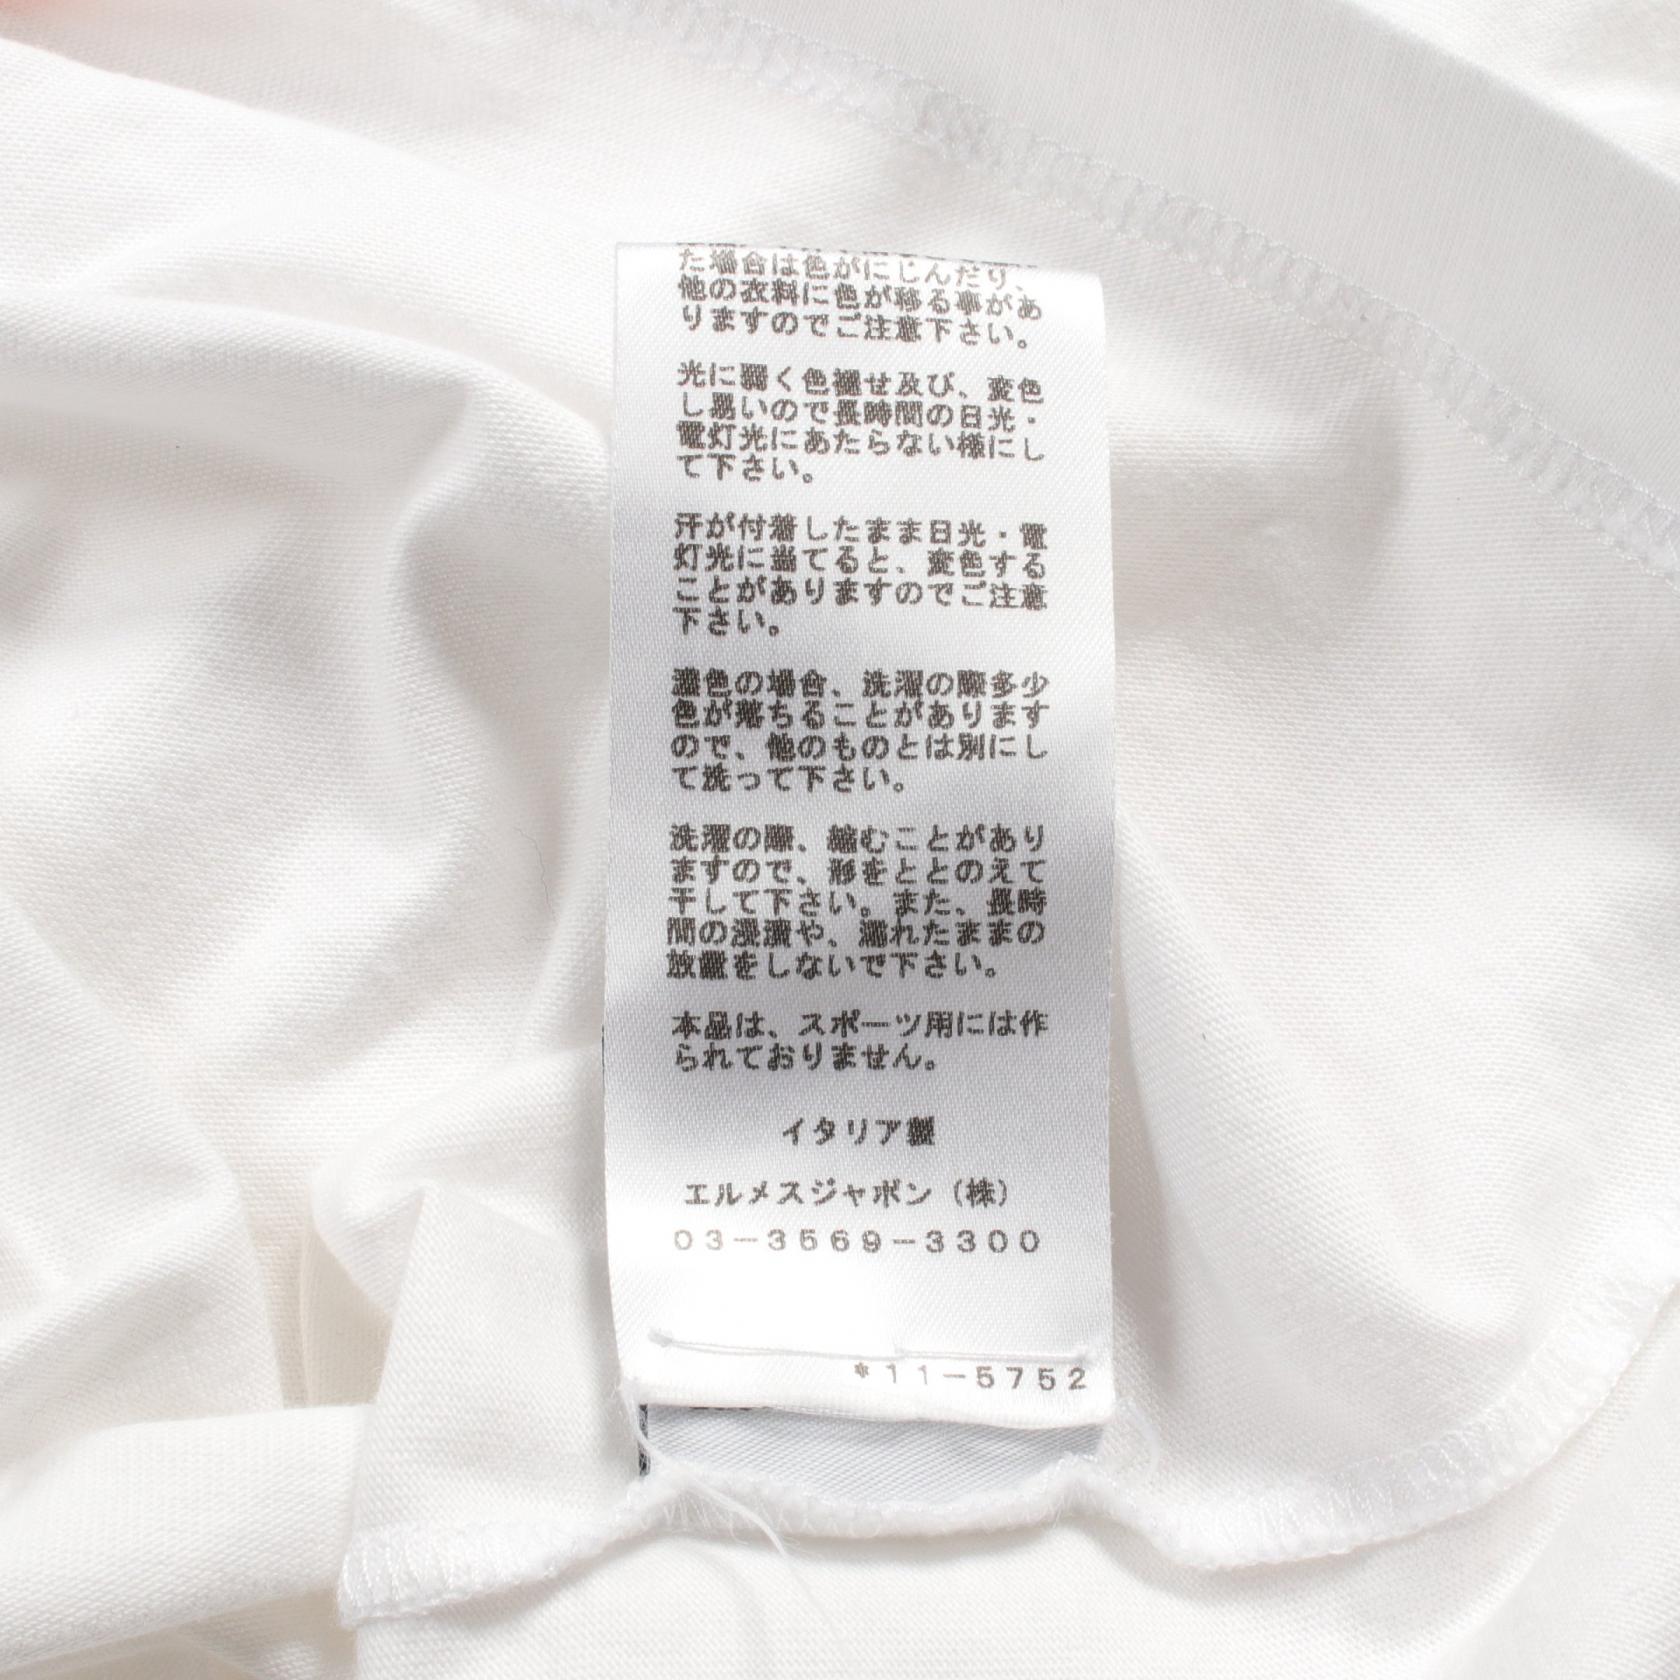 た場合は色がにじんだり、
他の衣料に色が移る事があ
りますのでご注意下さい。
光に弱く色褪せ及び、変色
し易いので長時間の日光・
電灯光にあたらない様にし
て下さい。
汗が付着したまま日光・電
灯光に当てると、変色する
ことがありますのでご注意
下さい。
濃色の場合、洗濯の際多少
色が落ちることがあります
ので、他のものとは別にし
て洗って下さい。
洗濯の際、縮むことがあり
ますので、形をととのえて
干して下さい。また、長時
間の浸漬や、濡れたままの
放置をしないで下さい。
本品は、スポーツ用には作
られておりません。
イタリア製
エルメスジャポン（株）
03-3569-3300
*11-5752